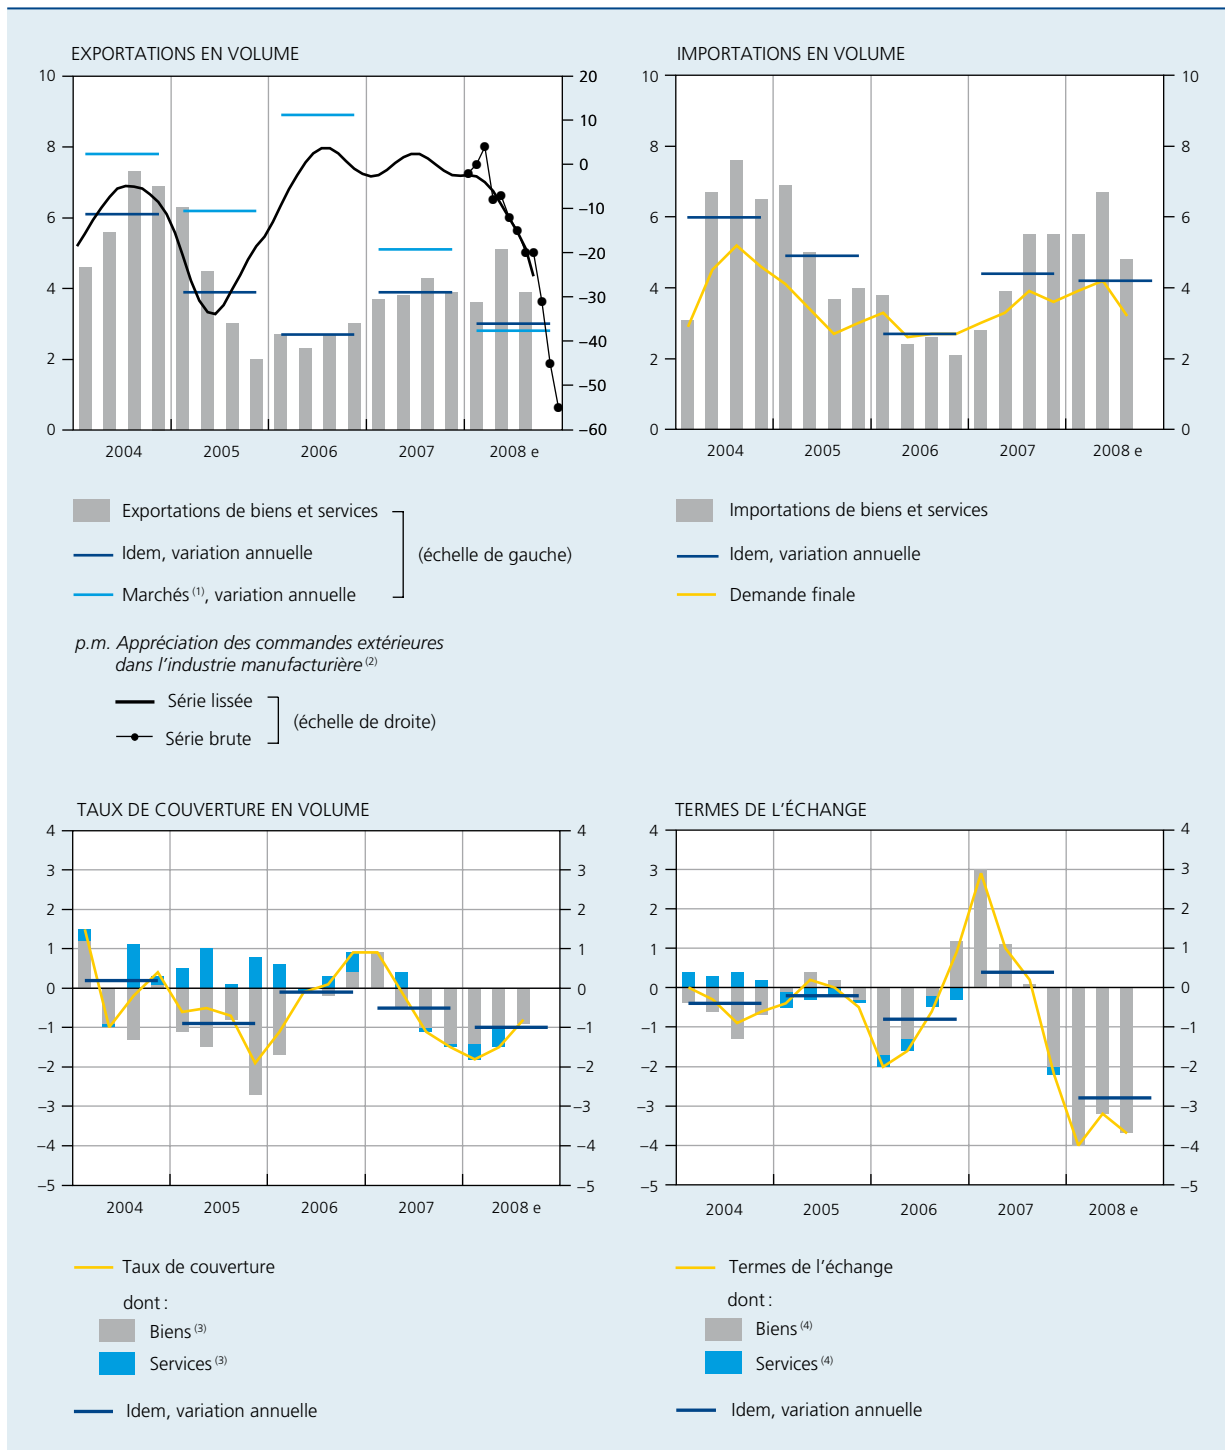 EXPORTATIONS EN VOLUME
10
8
6
4
2
0
20
10
0
–10
–20
–30
–40
–50
–60
2004 2005 2006 2007 2008 e
Exportations de biens et services
Idem, variation annuelle
Marchés (1), variation annuelle
(échelle de gauche)
p.m. Appréciation des commandes extérieures
dans l'industrie manufacturière (2)
Série lissée
Série brute
(échelle de droite)
IMPORTATIONS EN VOLUME
10
8
6
4
2
0
10
8
6
4
2
0
2004 2005 2006 2007 2008 e
Importations de biens et services
Idem, variation annuelle
Demande finale
TAUX DE COUVERTURE EN VOLUME
4
3
2
1
0
–1
–2
–3
–4
–5
4
3
2
1
0
–1
–2
–3
–4
–5
2004 2005 2006 2007 2008 e
Taux de couverture
dont :
Biens (3)
Services (3)
Idem, variation annuelle
TERMES DE L'ÉCHANGE
4
3
2
1
0
–1
–2
–3
–4
–5
4
3
2
1
0
–1
–2
–3
–4
–5
2004 2005 2006 2007 2008 e
Termes de l'échange
dont :
Biens (4)
Services (4)
Idem, variation annuelle